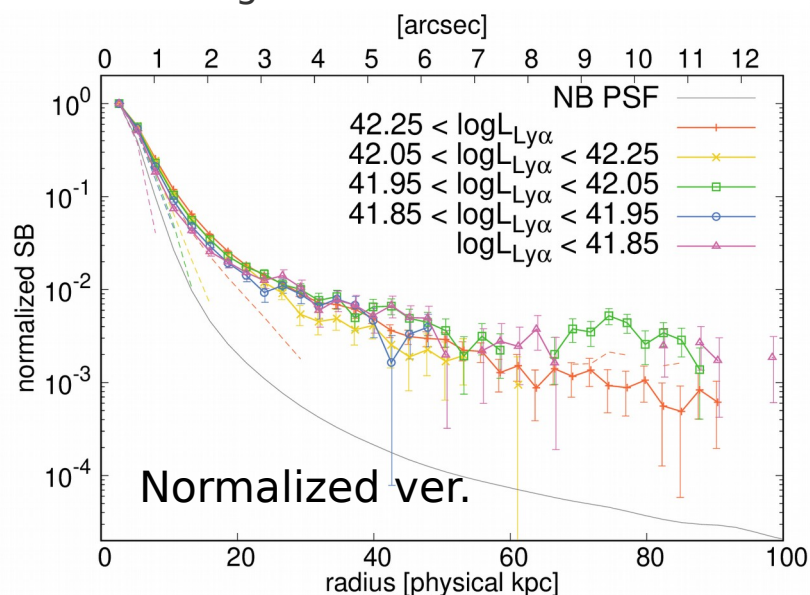 [arcsec]
0 1 2 3 4 5 6 7 8 9 10 11 12
NB PSF
42.25 < logL_Lyα
42.05 < logL_Lyα < 42.25
41.95 < logL_Lyα < 42.05
41.85 < logL_Lyα < 41.95
logL_Lyα < 41.85
normalized SB
10^0
10^-1
10^-2
10^-3
10^-4
Normalized ver.
0 20 40 60 80 100
radius [physical kpc]